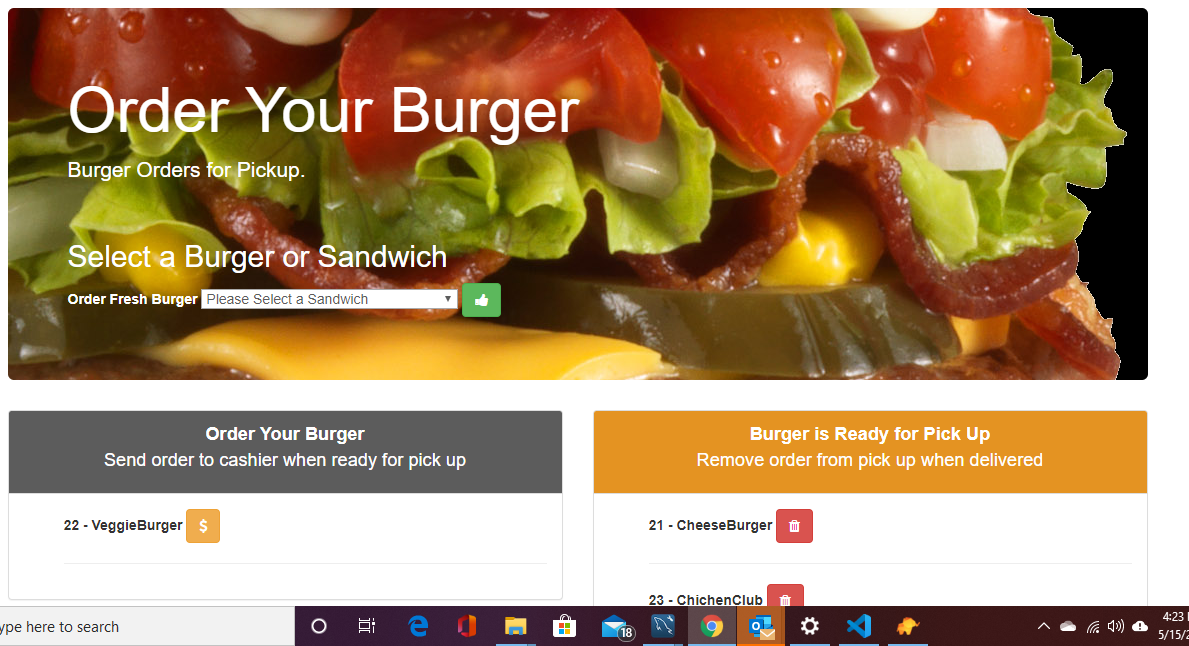 Order Your Burger
Burger Orders for Pickup.
Select a Burger or Sandwich
Order Fresh Burger Please Select a Sandwich
Order Your Burger
Send order to cashier when ready for pick up
22 - VeggieBurger $
Burger is Ready for Pick Up
Remove order from pick up when delivered
21 - CheeseBurger
23 - ChichenClub
ype here to search
18
4:23
5/15/2